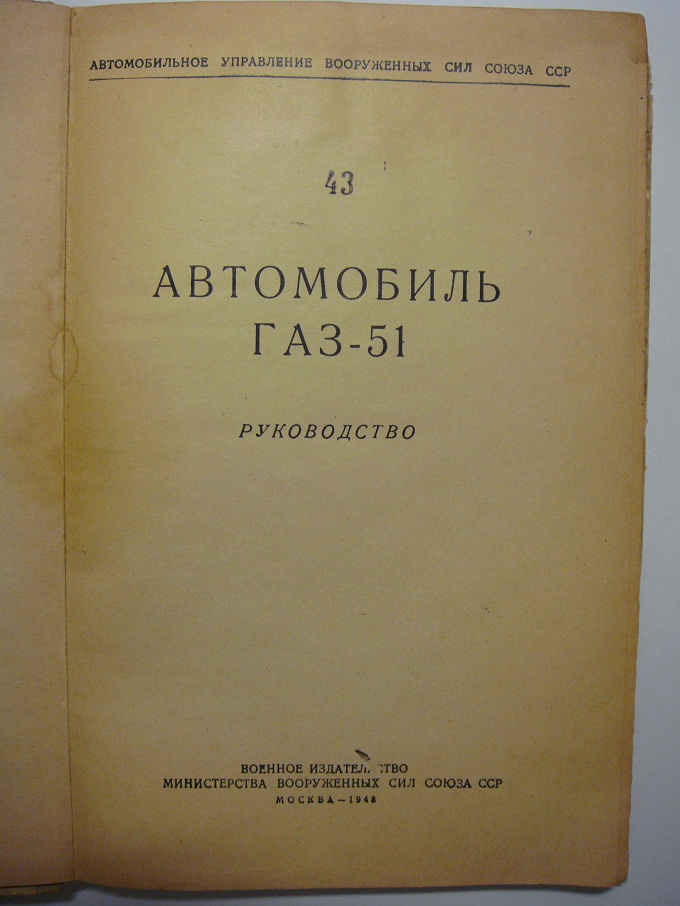 АВТОМОБИЛЬНОЕ УПРАВЛЕНИЕ ВООРУЖЕННЫХ СИЛ СОЮЗА ССР
43
АВТОМОБИЛЬ
ГАЗ-51
РУКОВОДСТВО
ВОЕННОЕ ИЗДАТЕЛЬСТВО
МИНИСТЕРСТВА ВООРУЖЕННЫХ СИЛ СОЮЗА ССР
МОСКВА — 1948